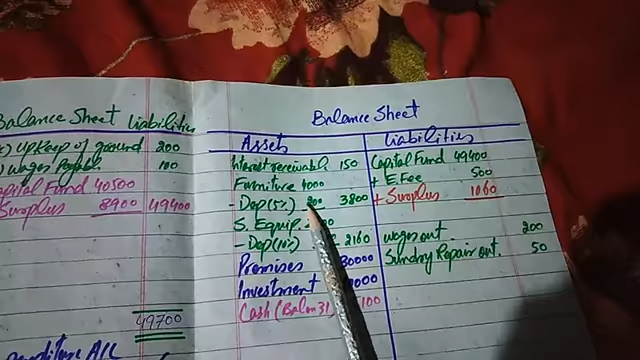 Balance Sheet Liabilities
Upkeep of ground 200
wages Payable 100
Capital Fund 40500
Surplus 8900 49400
49700
Balance Sheet
Assets
Interest receivable 150
Furniture 4000
- Dep (5%) 200 3800
S. Equip
- Dep (10%) 2160
Premises 30000
Investment
Cash (Bal on 31)
Liabilities
Capital Fund 49400
+ E. Fee 500
+ Surplus 1060
wages out. 200
Sundry Repair out. 50